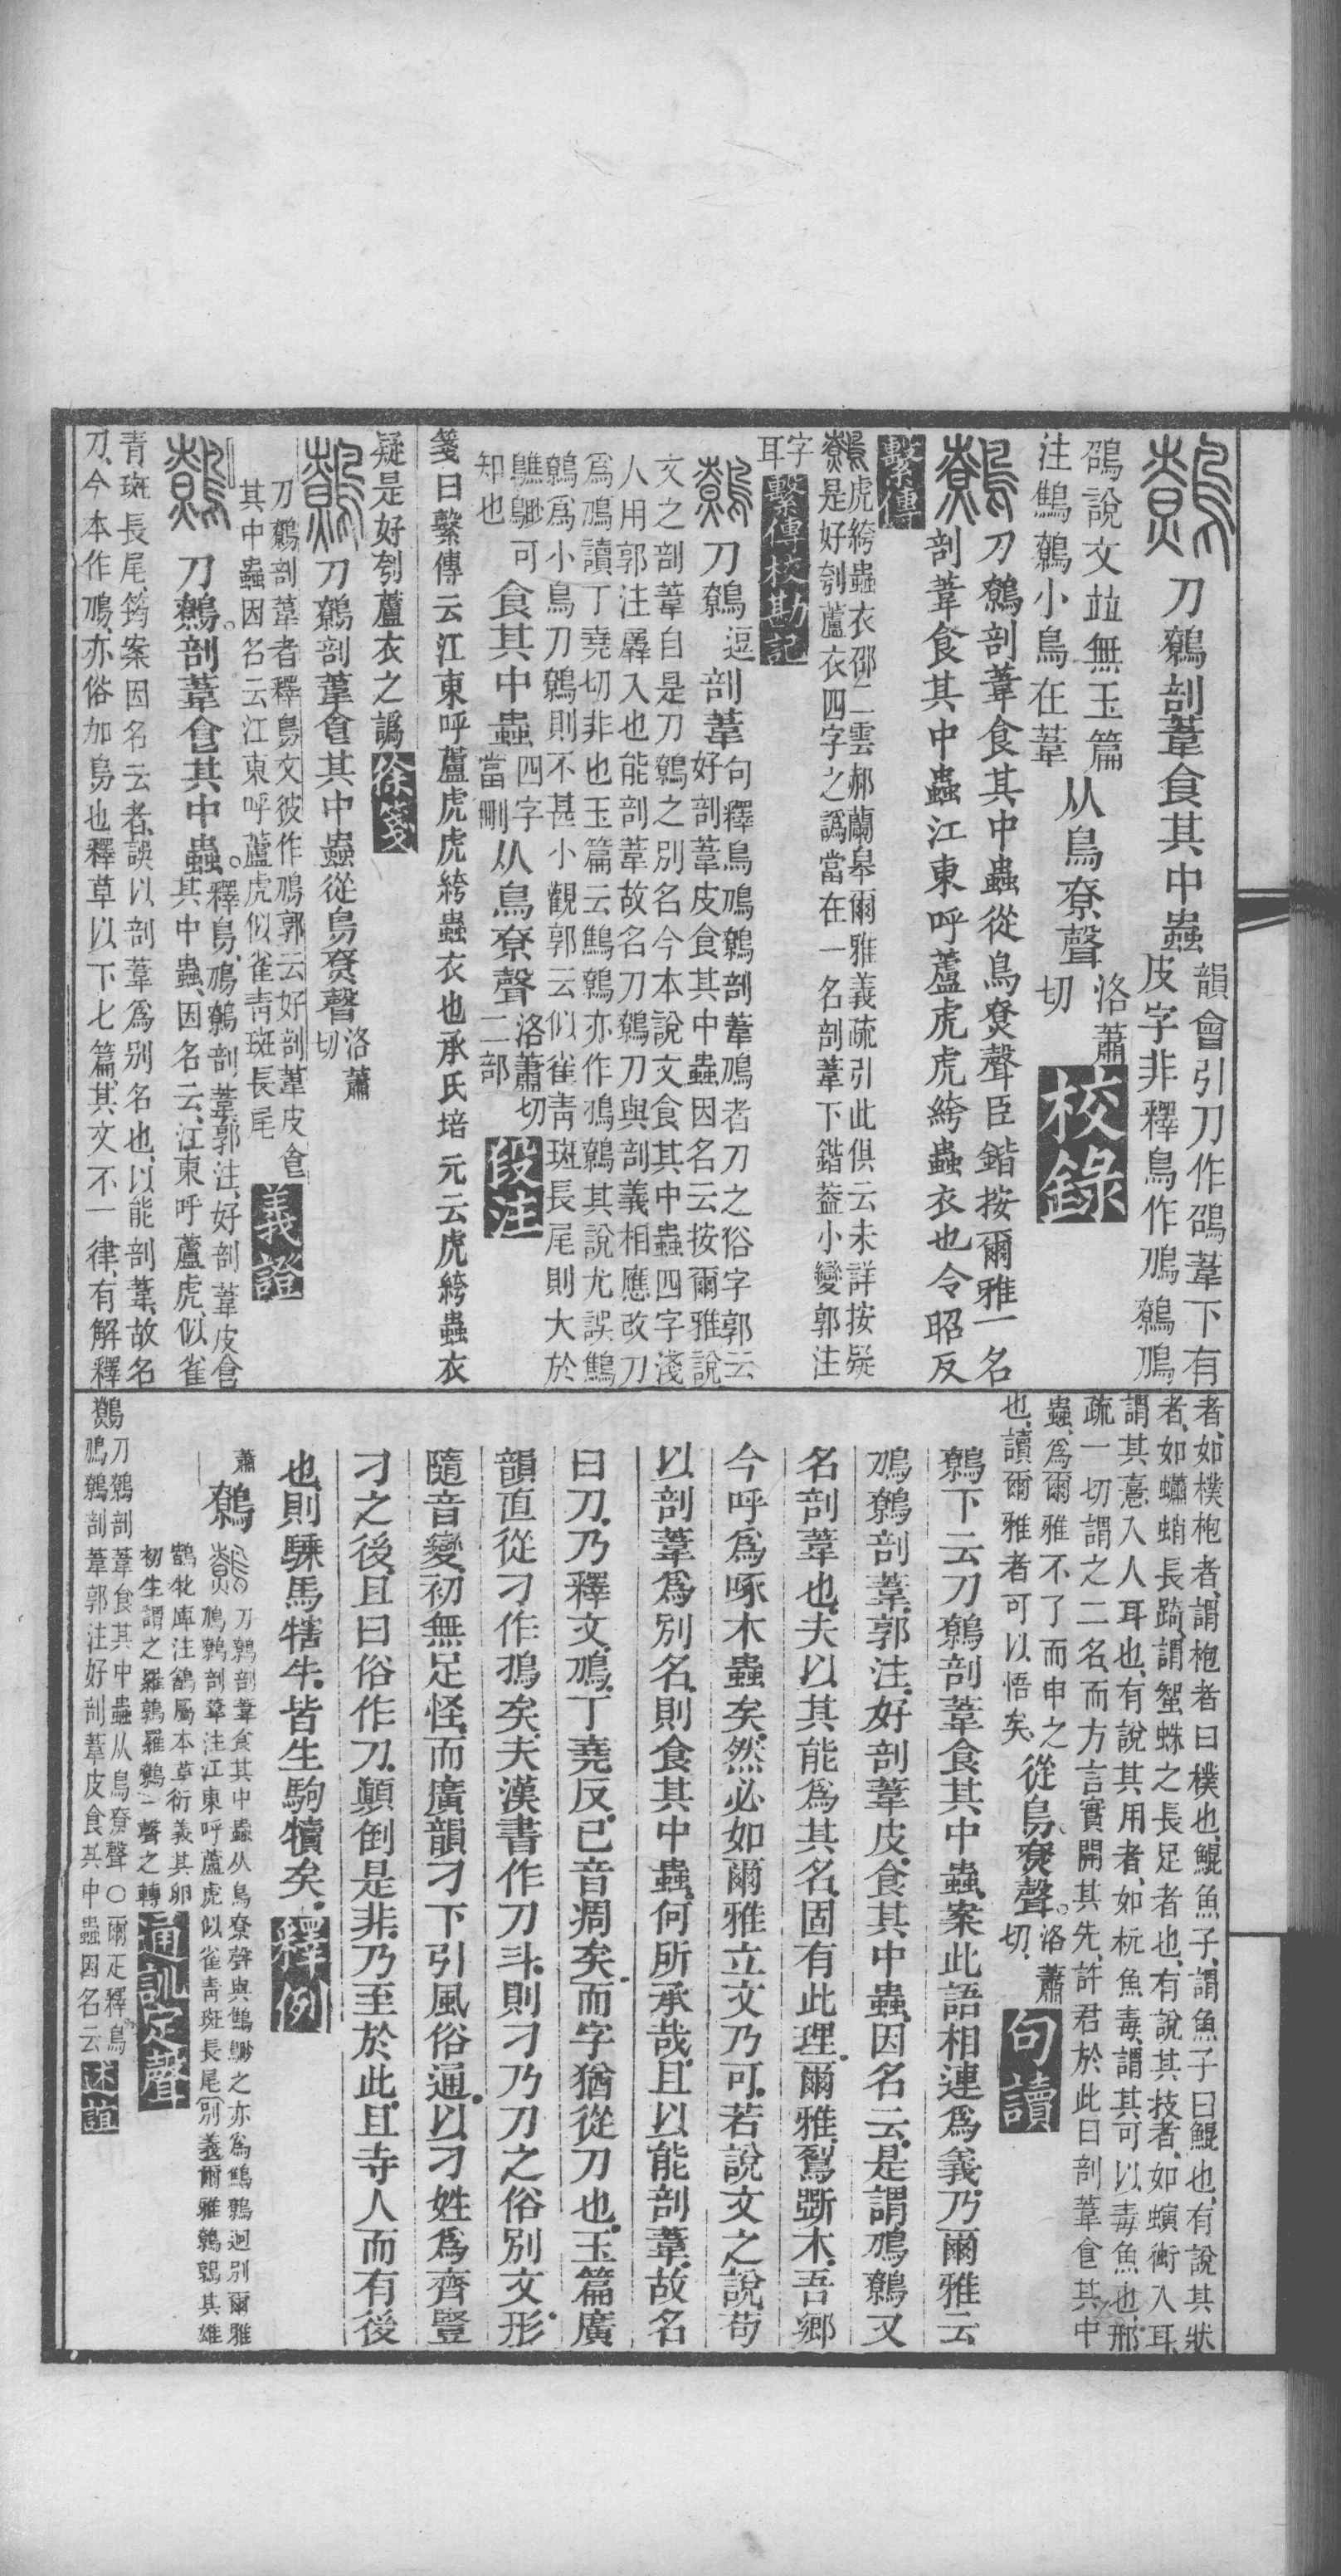 鷯 刀鷯剖葦食其中蟲
韻會引刀作鴭葦下有
皮字非釋鳥作鳭鷯鳭
鴭說文竝無玉篇
注鷦鷯小鳥在葦
从鳥尞聲
洛蕭
切
校錄
鷯 刀鷯剖葦食其中蟲從鳥尞聲臣鍇按爾雅一名
剖葦食其中蟲江東呼蘆虎虎絝蟲衣也令昭反
繫傳
鷯虎絝蟲衣邵二雲郝蘭皋爾雅義疏引此俱云未詳按疑
是好刳蘆衣四字之譌當在一名剖葦下鍇葢小變郭注
字
耳
繫傳校勘記
鷯 刀鷯
逗
剖葦
句釋鳥鳭鷯剖葦鳭者刀之俗字郭云
好剖葦皮食其中蟲因名云按爾雅說
文之剖葦自是刀鷯之別名今本說文食其中蟲四字淺
人用郭注羼入也能剖葦故名刀鷯刀與剖義相應改刀
爲鳭讀丁堯切非也玉篇云鷦鷯亦作鳭鷯其說尤誤鷦
鷯爲小鳥刀鷯則不甚小觀郭云似雀青斑長尾則大於
鷦䳟可
知也
食其中蟲
四字
當刪
从鳥尞聲
洛蕭切
二部
段注
箋曰繫傳云江東呼蘆虎虎絝蟲衣也承氏培元云虎絝蟲衣
疑是好刳蘆衣之譌
徐箋
鷯 刀鷯剖葦食其中蟲從鳥尞聲
洛蕭
切
刀鷯剖葦者釋鳥文彼作鳭郭云好剖葦皮食
其中蟲因名云江東呼蘆虎似雀青斑長尾
義證
鷯 刀鷯。剖葦食其中蟲。
釋鳥、鳭鷯剖葦、郭注、好剖葦皮食
其中蟲、因名云、江東呼蘆虎、似雀
青斑長尾、筠案因名云者、誤以剖葦爲別名也、以能剖葦、故名
刀、今本作鳭、亦俗加鳥也、釋草以下七篇、其文不一律、有解釋
者、如樸枹者、謂枹者曰樸也、鯤魚子、謂魚子曰鯤也、有說其狀
者、如蠨蛸長踦、謂蟹蛛之長足者也、有說其技者、如螾衝入耳、
謂其憙入人耳也、有說其用者、如杬魚毒、謂其可以毒魚也、邢
疏一切謂之二名、而方言實開其先、許君於此曰剖葦食其中
蟲、爲爾雅不了而申之
也、讀爾雅者可以悟矣、
從鳥、尞聲。
洛蕭
切、
句讀
鷯下云刀鷯剖葦食其中蟲、案此語相連爲義、乃爾雅云
鳭鷯剖葦、郭注、好剖葦皮、食其中蟲、因名云、是謂鳭鷯又
名剖葦也、夫以其能爲其名、固有此理、爾雅、鴷斲木、吾鄉
今呼爲啄木蟲矣、然必如爾雅立文乃可、若說文之說、苟
以剖葦爲別名、則食其中蟲、何所承哉、且以能剖葦、故名
曰刀、乃釋文、鳭、丁堯反、已音凋矣、而字猶從刀也、玉篇廣
韻直從刁作鳭矣、夫漢書作刀斗、則刁乃刀之俗別文、形
隨音變、初無足怪、而廣韻刁下引風俗通、以刁姓爲齊豎
刁之後、且曰俗作刀、顛倒是非、乃至於此、且寺人而有後
也、則騬馬犗牛、皆生駒犢矣、
釋例
蕭
鷯
鷯 刀鷯剖葦食其中蟲从鳥尞聲與鷦䳟之亦爲鷦鷯迥別爾雅
鳭鷯剖葦注江東呼蘆虎似雀青斑長尾別義爾雅鷯鶉其雄
鶛牝庳注鶉屬本草衍義其卵
初生謂之羅鶉羅鷯一聲之轉
通訓定聲
鷯 刀鷯剖葦食其中蟲从鳥尞聲○爾疋釋鳥
鳭鷯剖葦郭注好剖葦皮食其中蟲因名云
述誼